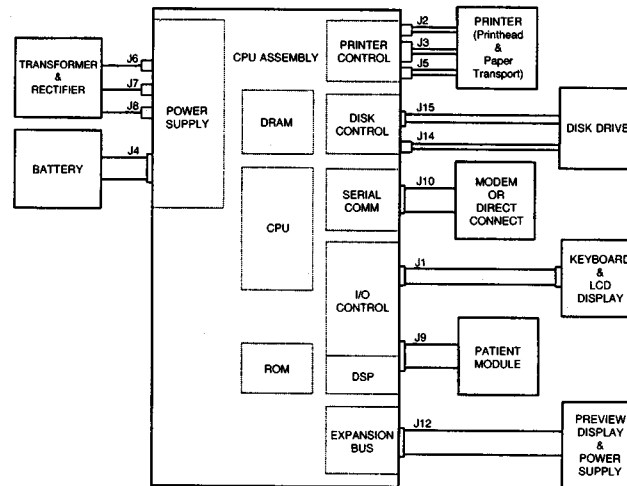 TRANSFORMER
&
RECTIFIER
J6
J7
J8
BATTERY
J4
POWER
SUPPLY
CPU ASSEMBLY
DRAM
CPU
ROM
PRINTER
CONTROL
DISK
CONTROL
SERIAL
COMM
I/O
CONTROL
DSP
EXPANSION
BUS
J2
J3
J5
PRINTER
(Printhead
&
Paper
Transport)
J15
J14
DISK DRIVE
J10
MODEM
OR
DIRECT
CONNECT
J1
KEYBOARD
&
LCD
DISPLAY
J9
PATIENT
MODULE
J12
PREVIEW
DISPLAY
&
POWER
SUPPLY